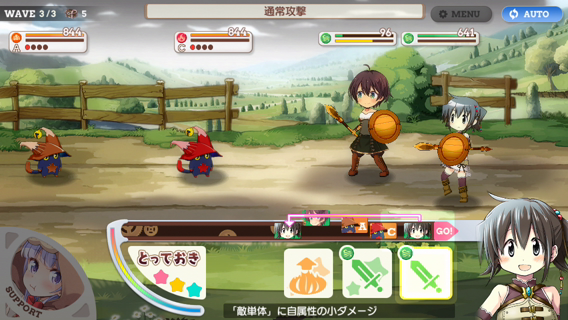 WAVE 3/3 5
通常攻撃
MENU
AUTO
844
A
844
C
96
641
A
C
GO!
とっておき
SUPPORT
「敵単体」に自属性の小ダメージ